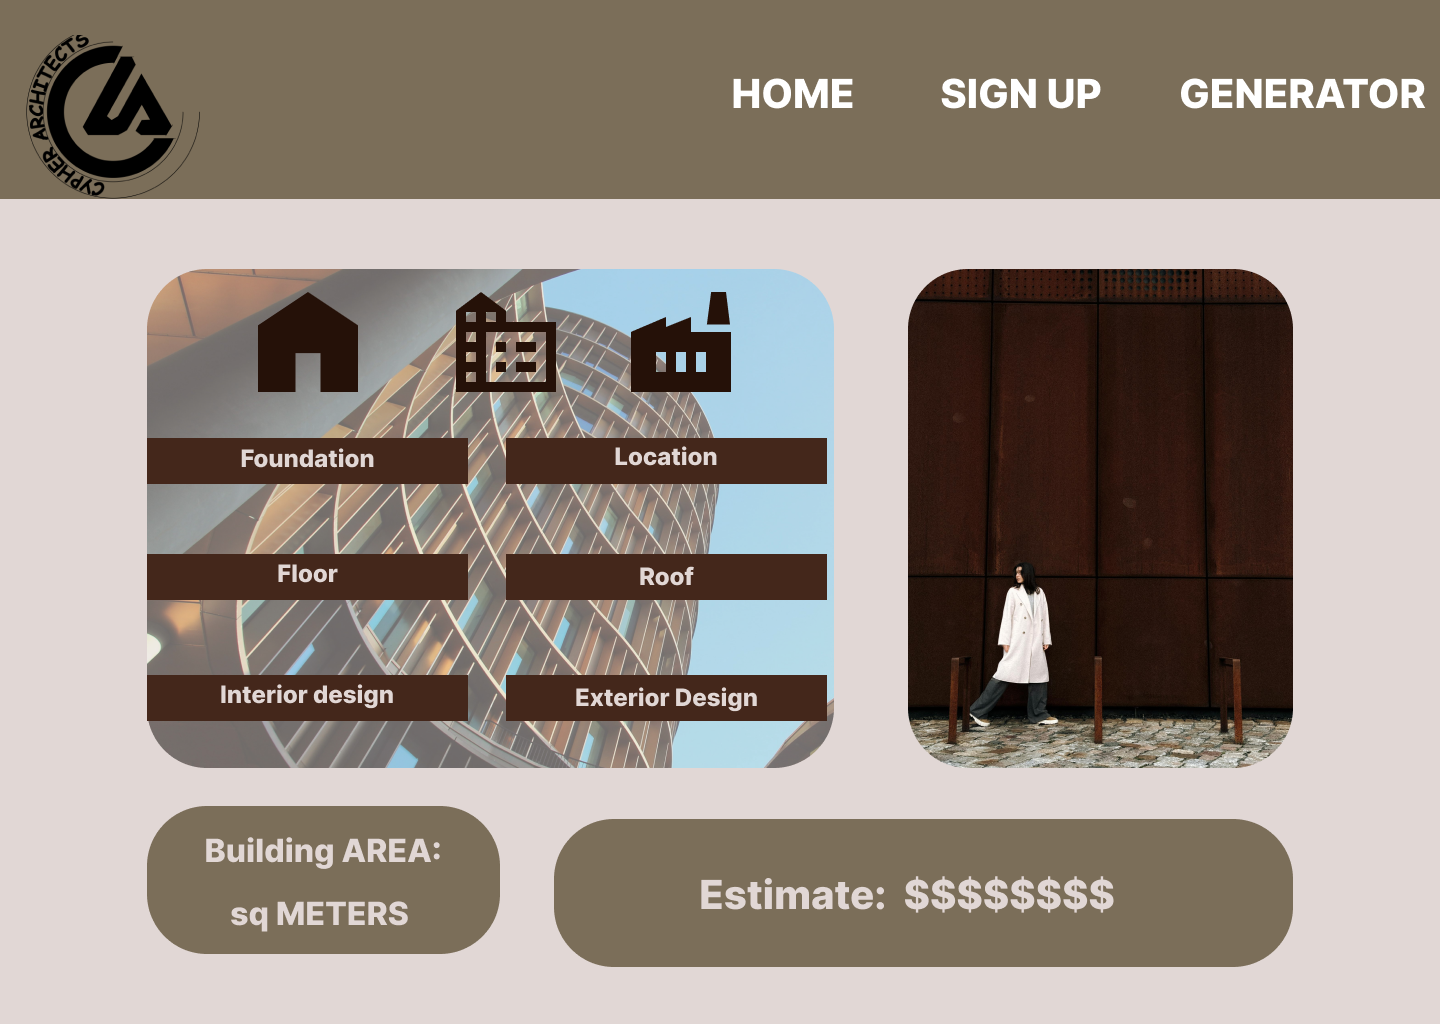 CYPHER ARCHITECTS
HOME SIGN UP GENERATOR
Foundation
Location
Floor
Roof
Interior design
Exterior Design
Building AREA:
sq METERS
Estimate: $$$$$$$$